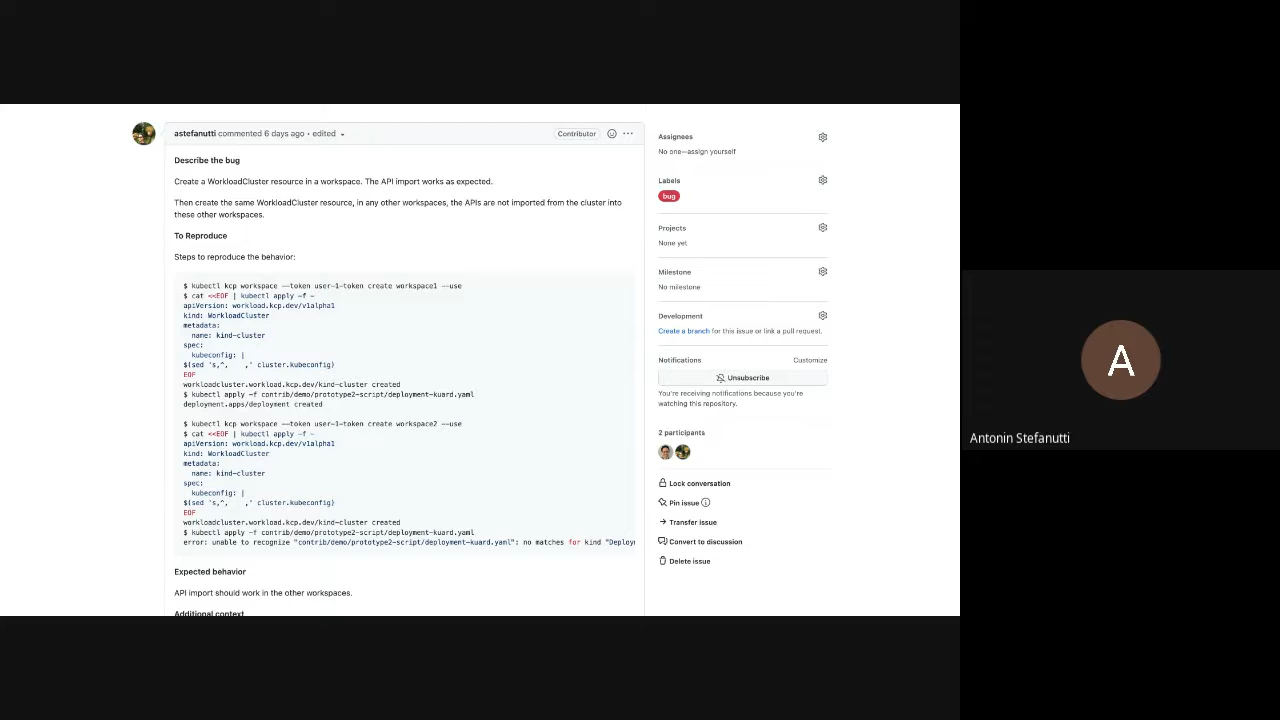 astefanutti commented 6 days ago • edited
Contributor
Describe the bug
Create a WorkloadCluster resource in a workspace. The API import works as expected.
Then create the same WorkloadCluster resource, in any other workspaces, the APIs are not imported from the cluster into
these other workspaces.
To Reproduce
Steps to reproduce the behavior:
$ kubectl kcp workspace --token user-1-token create workspace1 --use
$ cat <<EOF | kubectl apply -f -
apiVersion: workload.kcp.dev/v1alpha1
kind: WorkloadCluster
metadata:
  name: kind-cluster
spec:
  kubeconfig: |
$(sed 's,^,    ,' cluster.kubeconfig)
EOF
workloadcluster.workload.kcp.dev/kind-cluster created
$ kubectl apply -f contrib/demo/prototype2-script/deployment-kuard.yaml
deployment.apps/deployment created
$ kubectl kcp workspace --token user-1-token create workspace2 --use
$ cat <<EOF | kubectl apply -f -
apiVersion: workload.kcp.dev/v1alpha1
kind: WorkloadCluster
metadata:
  name: kind-cluster
spec:
  kubeconfig: |
$(sed 's,^,    ,' cluster.kubeconfig)
EOF
workloadcluster.workload.kcp.dev/kind-cluster created
$ kubectl apply -f contrib/demo/prototype2-script/deployment-kuard.yaml
error: unable to recognize "contrib/demo/prototype2-script/deployment-kuard.yaml": no matches for kind "Deploy
Expected behavior
API import should work in the other workspaces.
Additional context
Assignees
No one—assign yourself
Labels
bug
Projects
None yet
Milestone
No milestone
Development
Create a branch for this issue or link a pull request.
Notifications
Customize
Unsubscribe
You're receiving notifications because you're
watching this repository.
2 participants
Lock conversation
Pin issue
Transfer issue
Convert to discussion
Delete issue
A
Antonin Stefanutti